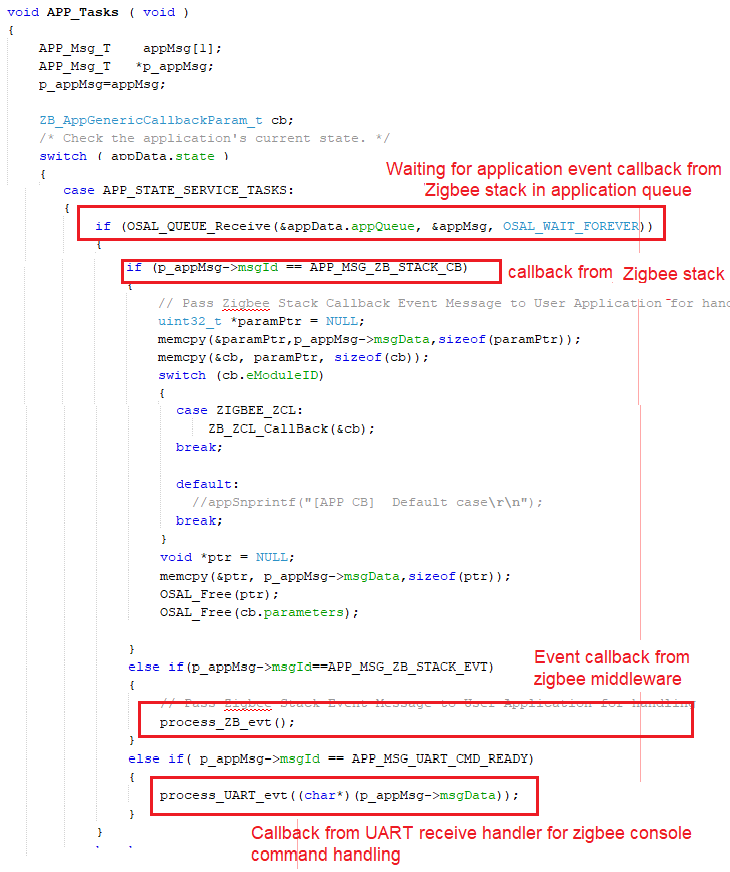 void APP_Tasks ( void )
{
APP_Msg_T    appMsg[1];
APP_Msg_T   *p_appMsg;
p_appMsg=appMsg;
ZB_AppGenericCallbackParam_t cb;
/* Check the application's current state. */
switch ( appData.state )
{
Waiting for application event callback from
Zigbee stack in application queue
case APP_STATE_SERVICE_TASKS:
{
if (OSAL_QUEUE_Receive(&appData.appQueue, &appMsg, OSAL_WAIT_FOREVER))
{
if (p_appMsg->msgId == APP_MSG_ZB_STACK_CB)
callback from Zigbee stack
{
// Pass Zigbee Stack Callback Event Message to User Application for hand
uint32_t *paramPtr = NULL;
memcpy(&paramPtr,p_appMsg->msgData,sizeof(paramPtr));
memcpy(&cb, paramPtr, sizeof(cb));
switch (cb.eModuleID)
{
case ZIGBEE_ZCL:
ZB_ZCL_CallBack(&cb);
break;
default:
//appSnprintf("[APP CB]  Default case\r\n");
break;
}
void *ptr = NULL;
memcpy(&ptr, p_appMsg->msgData,sizeof(ptr));
OSAL_Free(ptr);
OSAL_Free(cb.parameters);
}
else if(p_appMsg->msgId==APP_MSG_ZB_STACK_EVT)
Event callback from
zigbee middleware
{
// Pass Zigbee Stack Event Message to User Application for handling
process_ZB_evt();
}
else if( p_appMsg->msgId == APP_MSG_UART_CMD_READY)
{
process_UART_evt((char*)(p_appMsg->msgData));
}
}
Callback from UART receive handler for zigbee console
command handling